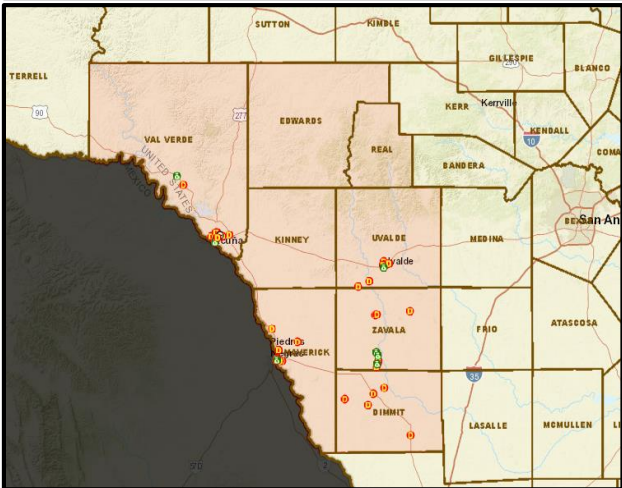 SUTTON
KIMBLE
GILLESPIE
290
BLANCO
TERRELL
90
277
KERR
Kerrville
KENDALL
10
COMA
VAL VERDE
EDWARDS
REAL
BANDERA
UNITED STATES
MEXICO
San An
KINNEY
UVALDE
MEDINA
Piedras
MAVERICK
ZAVALA
FRIO
ATASCOSA
35
DIMMIT
LASALLE
MCMULLEN